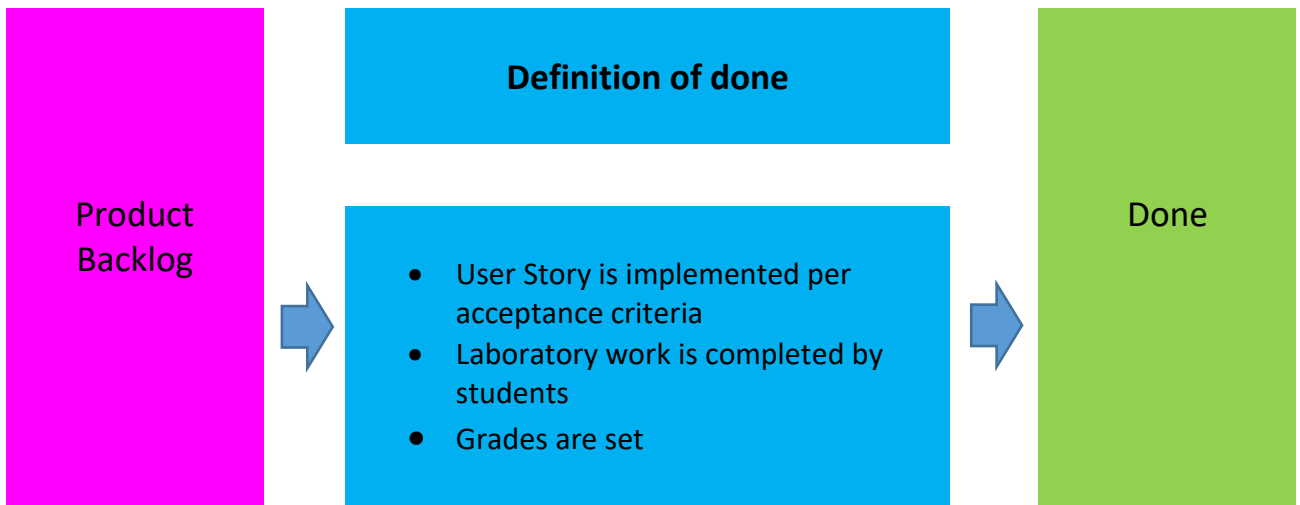 Product
Backlog
Definition of done
• User Story is implemented per
acceptance criteria
• Laboratory work is completed by
students
• Grades are set
Done